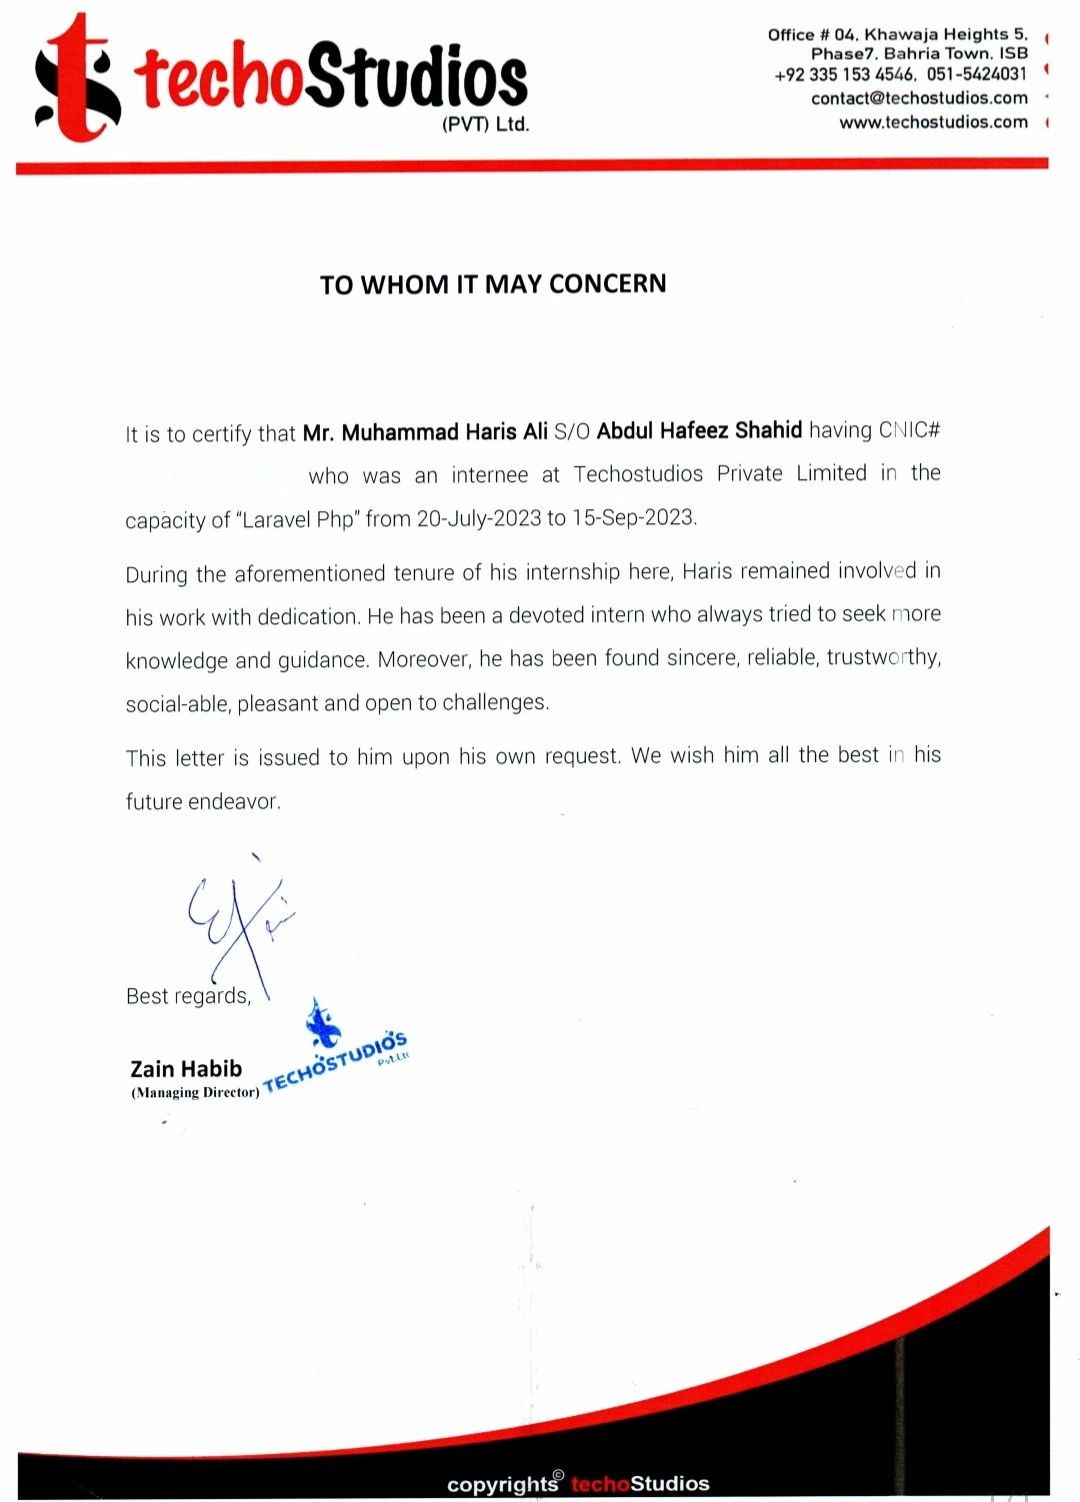 techoStudios
(PVT) Ltd.
Office # 04, Khawaja Heights 5,
Phase7, Bahria Town, ISB
+92 335 153 4546, 051-5424031
contact@techostudios.com
www.techostudios.com
TO WHOM IT MAY CONCERN
It is to certify that Mr. Muhammad Haris Ali S/O Abdul Hafeez Shahid having CNIC#
who was an internee at Techostudios Private Limited in the
capacity of “Laravel Php” from 20-July-2023 to 15-Sep-2023.
During the aforementioned tenure of his internship here, Haris remained involved in
his work with dedication. He has been a devoted intern who always tried to seek more
knowledge and guidance. Moreover, he has been found sincere, reliable, trustworthy,
social-able, pleasant and open to challenges.
This letter is issued to him upon his own request. We wish him all the best in his
future endeavor.
Best regards,
Zain Habib
(Managing Director)
TECHOSTUDIOS
Pvt.Ltd
copyrights© techoStudios